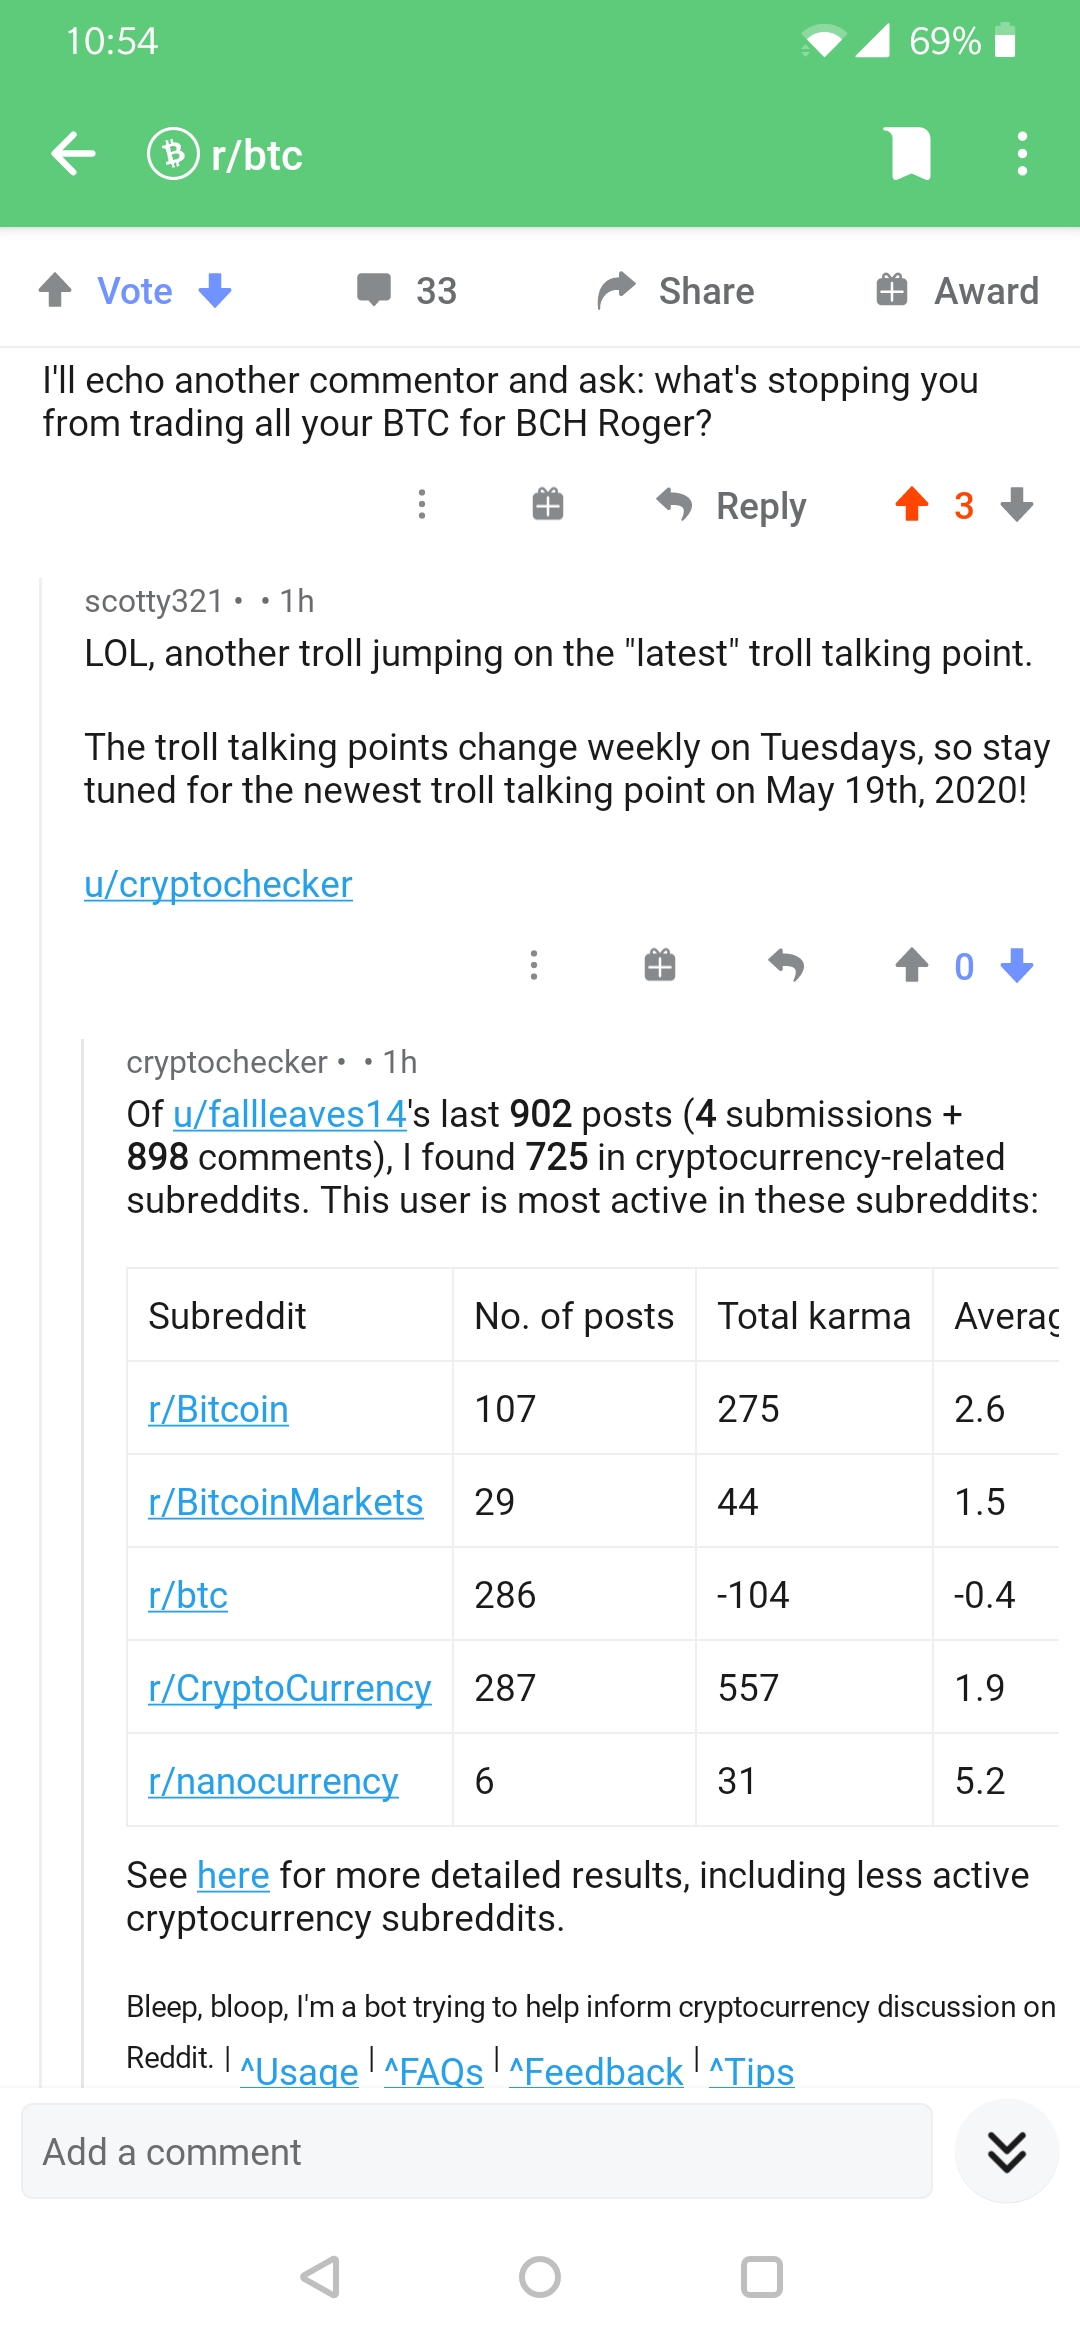 10:54
69%
r/btc
Vote 33 Share Award
I'll echo another commentor and ask: what's stopping you
from trading all your BTC for BCH Roger?
Reply 3
scotty321 • • 1h
LOL, another troll jumping on the "latest" troll talking point.
The troll talking points change weekly on Tuesdays, so stay
tuned for the newest troll talking point on May 19th, 2020!
u/cryptochecker
0
cryptochecker • • 1h
Of u/fallleaves14's last 902 posts (4 submissions +
898 comments), I found 725 in cryptocurrency-related
subreddits. This user is most active in these subreddits:
Subreddit No. of posts Total karma Averag
r/Bitcoin 107 275 2.6
r/BitcoinMarkets 29 44 1.5
r/btc 286 -104 -0.4
r/CryptoCurrency 287 557 1.9
r/nanocurrency 6 31 5.2
See here for more detailed results, including less active
cryptocurrency subreddits.
Bleep, bloop, I'm a bot trying to help inform cryptocurrency discussion on
Reddit. | ^Usage | ^FAQs | ^Feedback | ^Tips
Add a comment